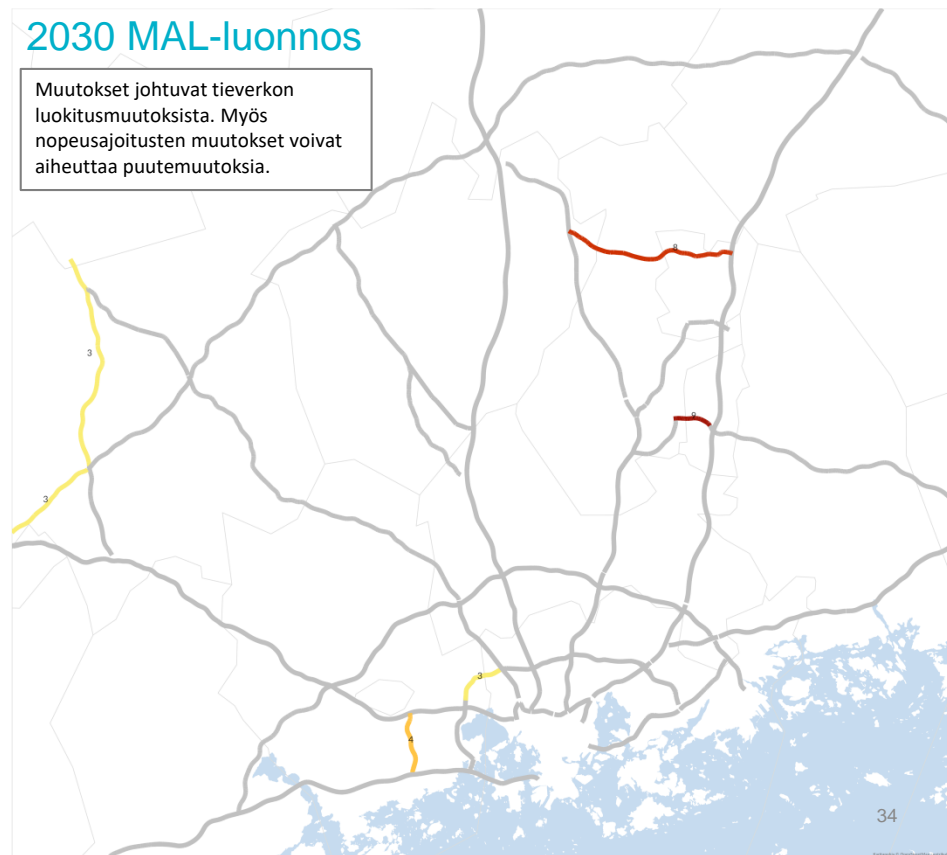 2030 MAL-luonnos
Muutokset johtuvat tieverkon
luokitusmuutoksista. Myös
nopeusajoitusten muutokset voivat
aiheuttaa puutemuutoksia.
8
3
9
3
3
4
34